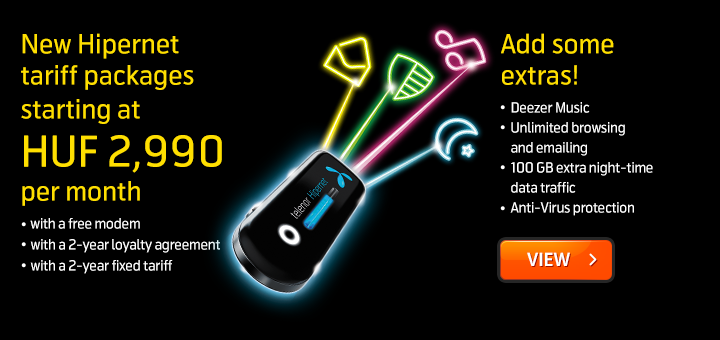 New Hipernet
tariff packages
starting at
HUF 2,990
per month
• with a free modem
• with a 2-year loyalty agreement
• with a 2-year fixed tariff
telenor Hipernet
Add some
extras!
• Deezer Music
• Unlimited browsing
and emailing
• 100 GB extra night-time
data traffic
• Anti-Virus protection
VIEW >